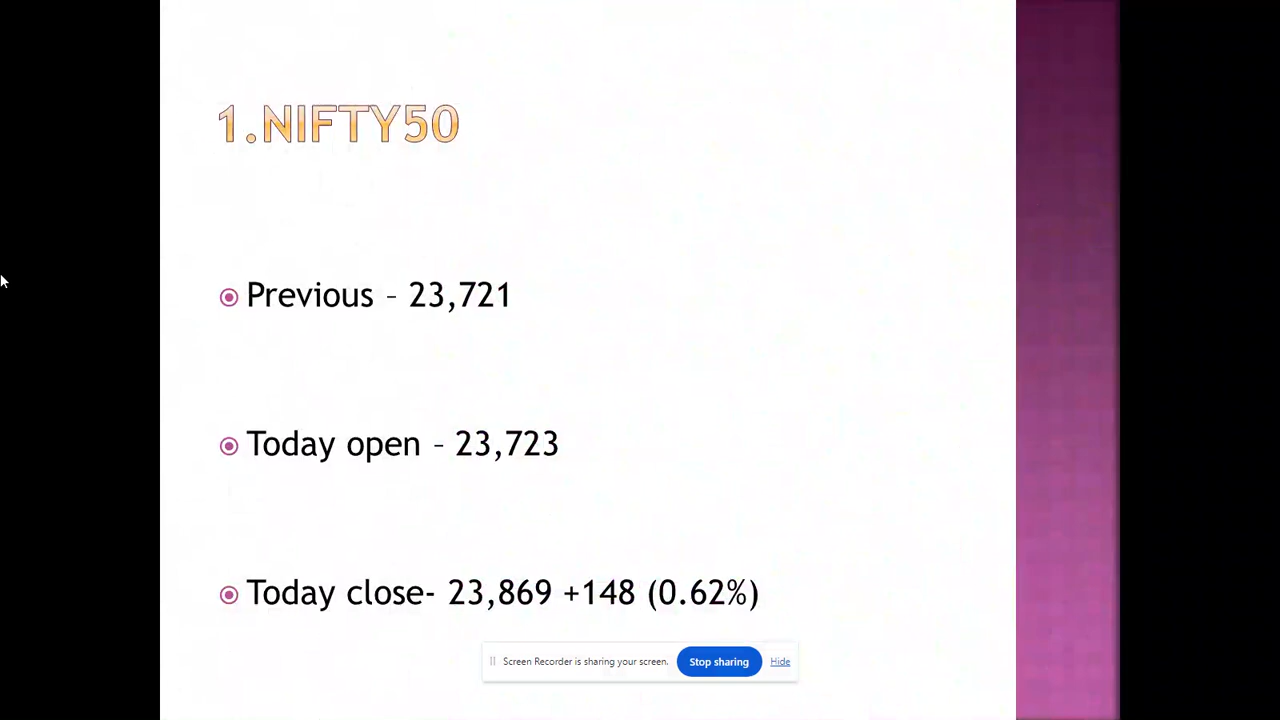 1.NIFTY50
Previous – 23,721
Today open – 23,723
Today close- 23,869 +148 (0.62%)
Screen Recorder is sharing your screen. Stop sharing Hide